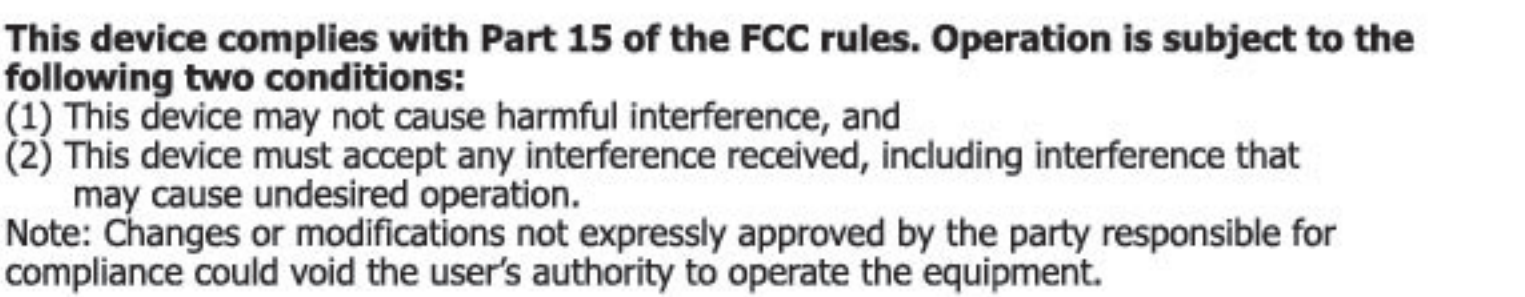 This device complies with Part 15 of the FCC rules. Operation is subject to the
following two conditions:
(1) This device may not cause harmful interference, and
(2) This device must accept any interference received, including interference that
may cause undesired operation.
Note: Changes or modifications not expressly approved by the party responsible for
compliance could void the user's authority to operate the equipment.